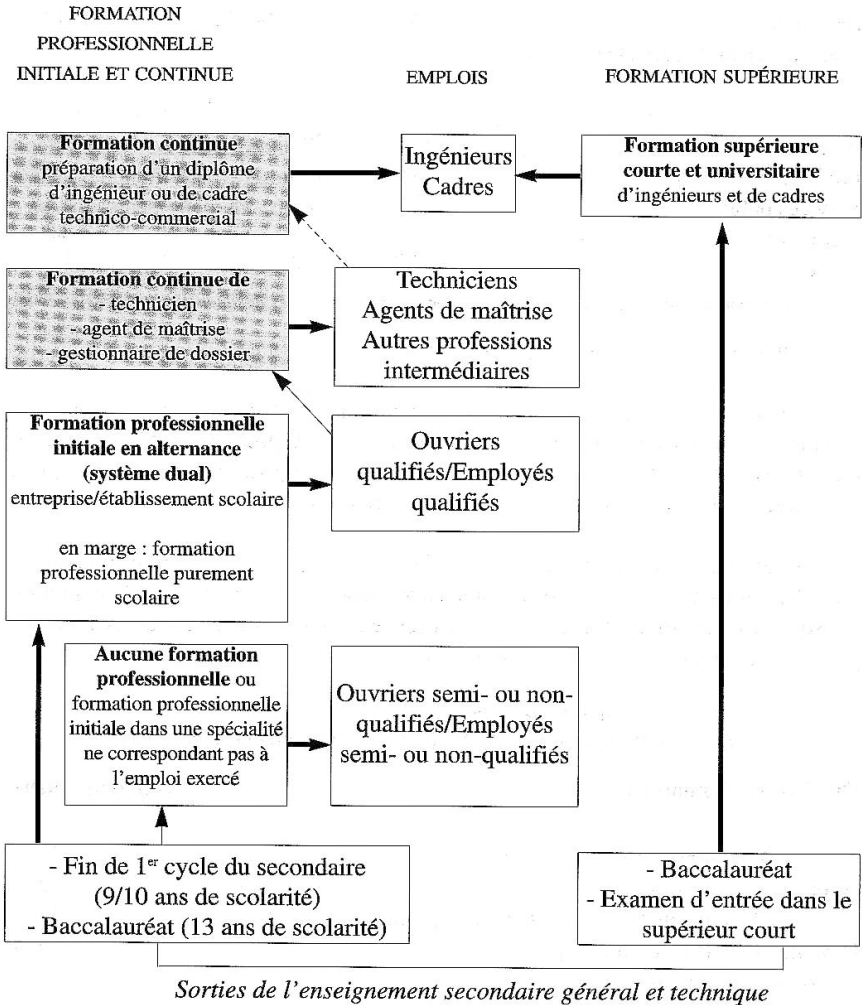 FORMATION
PROFESSIONNELLE
INITIALE ET CONTINUE
EMPLOIS
FORMATION SUPÉRIEURE
Formation continue
préparation d'un diplôme
d'ingénieur ou de cadre
technico-commercial
Ingénieurs
Cadres
Formation supérieure
courte et universitaire
d'ingénieurs et de cadres
Formation continue de
- technicien
- agent de maîtrise
- gestionnaire de dossier
Techniciens
Agents de maîtrise
Autres professions
intermédiaires
Formation professionnelle
initiale en alternance
(système dual)
entreprise/établissement scolaire
en marge : formation
professionnelle purement
scolaire
Ouvriers
qualifiés/Employés
qualifiés
Aucune formation
professionnelle ou
formation professionnelle
initiale dans une spécialité
ne correspondant pas à
l'emploi exercé
Ouvriers semi- ou non-
qualifiés/Employés
semi- ou non-qualifiés
- Fin de 1er cycle du secondaire
(9/10 ans de scolarité)
- Baccalauréat (13 ans de scolarité)
- Baccalauréat
- Examen d'entrée dans le
supérieur court
Sorties de l'enseignement secondaire général et technique